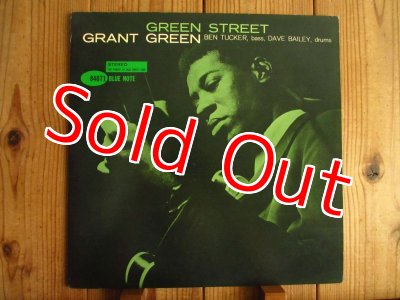 GREEN STREET
GRANT GREEN
BEN TUCKER, bass, DAVE BAILEY, drums
STEREO
84071 BLUE NOTE
Sold Out